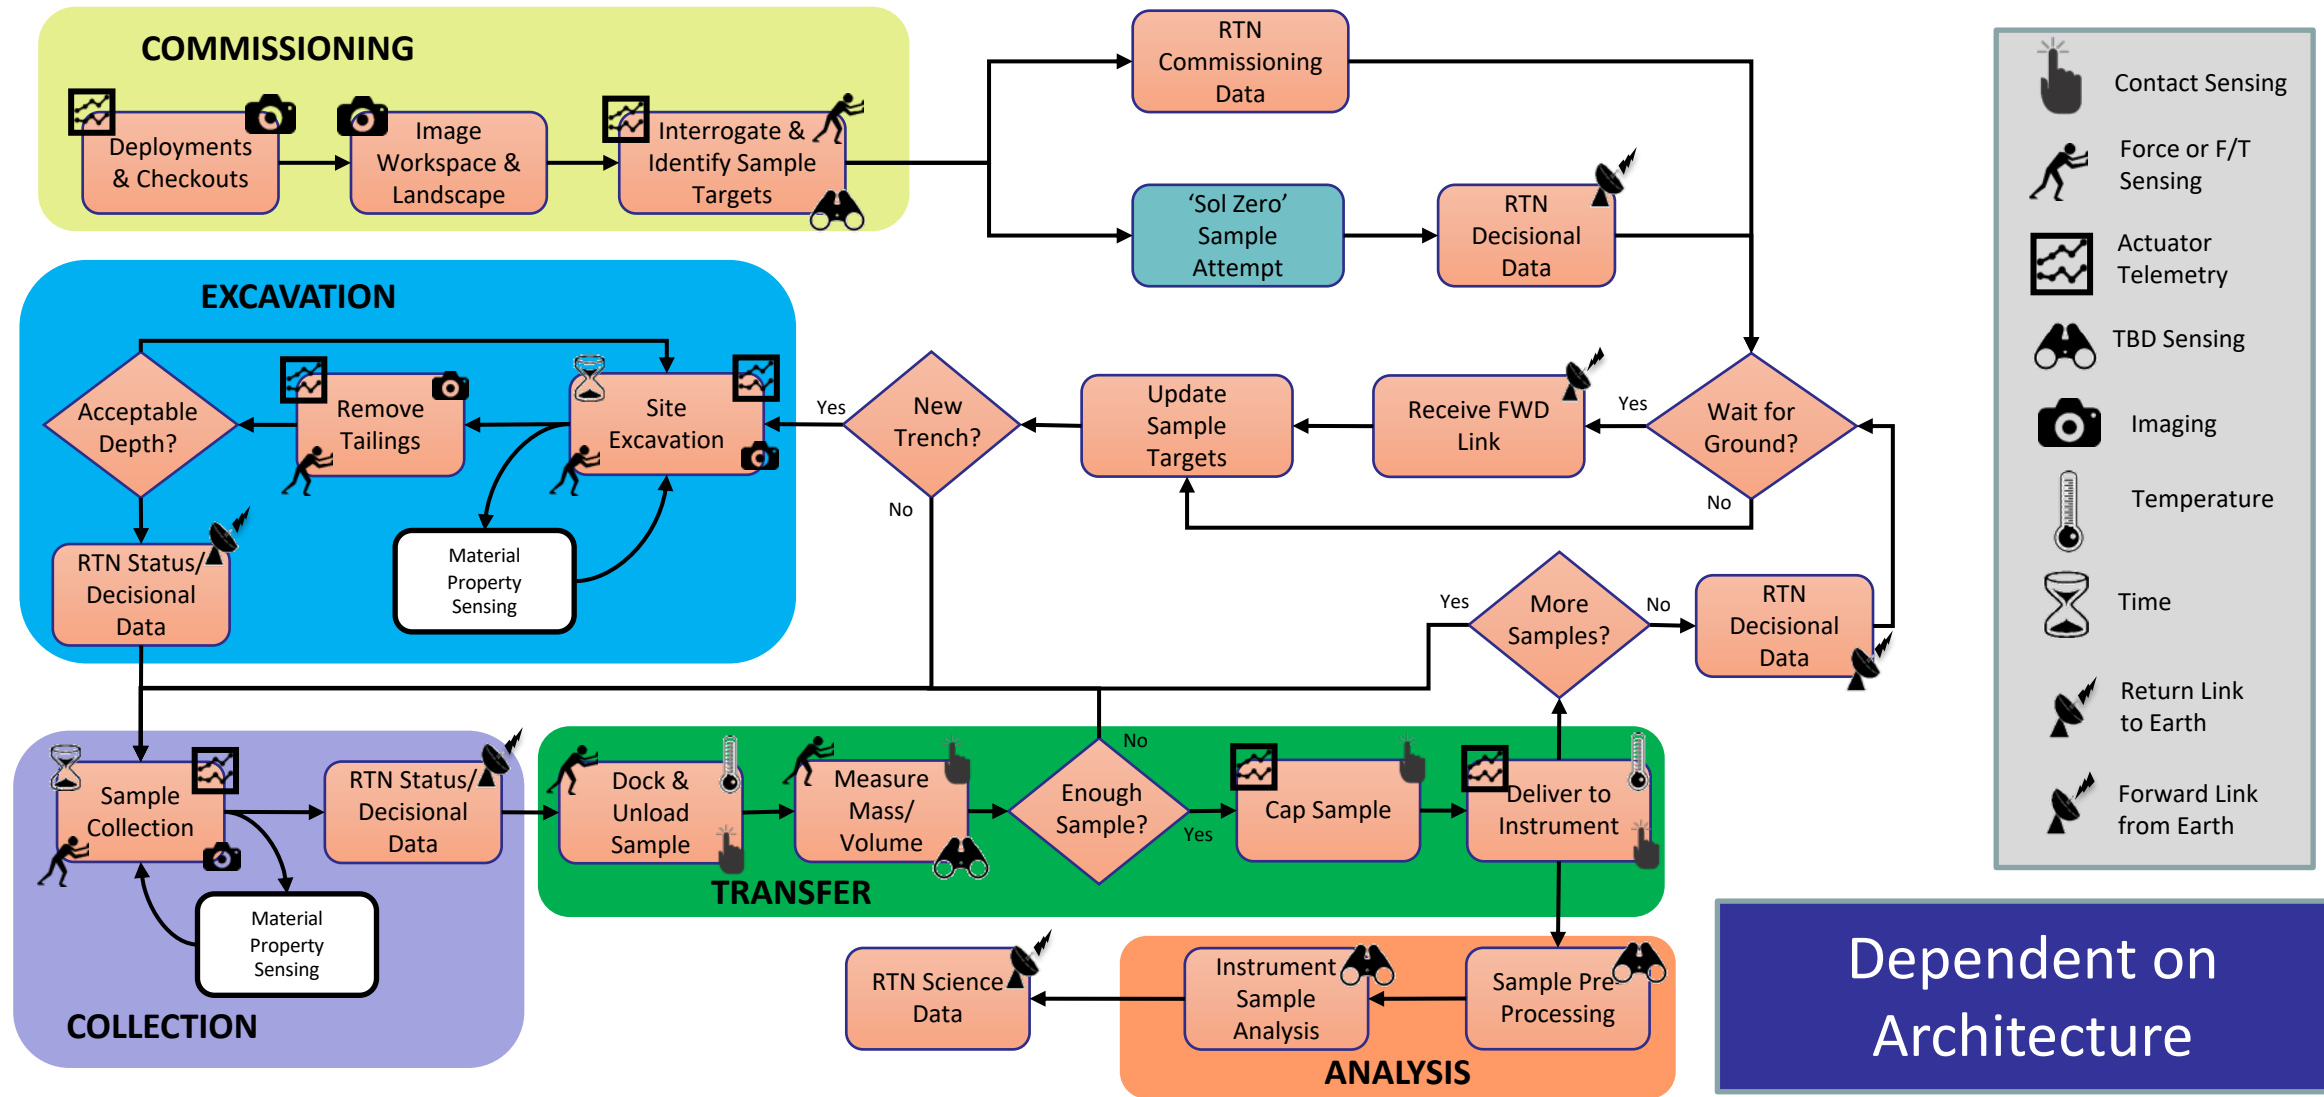 COMMISSIONING
Deployments
& Checkouts
Image
Workspace &
Landscape
Interrogate &
Identify Sample
Targets
RTN
Commissioning
Data
‘Sol Zero’
Sample
Attempt
RTN
Decisional
Data
EXCAVATION
Acceptable
Depth?
Remove
Tailings
Site
Excavation
Yes
New
Trench?
No
Update
Sample
Targets
Receive FWD
Link
Yes
Wait for
Ground?
No
RTN Status/
Decisional
Data
Material
Property
Sensing
Yes
More
Samples?
No
RTN
Decisional
Data
Sample
Collection
RTN Status/
Decisional
Data
Material
Property
Sensing
COLLECTION
Dock &
Unload
Sample
Measure
Mass/
Volume
No
Enough
Sample?
Yes
Cap Sample
Deliver to
Instrument
TRANSFER
RTN Science
Data
Instrument
Sample
Analysis
Sample Pre-
Processing
ANALYSIS
Contact Sensing
Force or F/T
Sensing
Actuator
Telemetry
TBD Sensing
Imaging
Temperature
Time
Return Link
to Earth
Forward Link
from Earth
Dependent on
Architecture